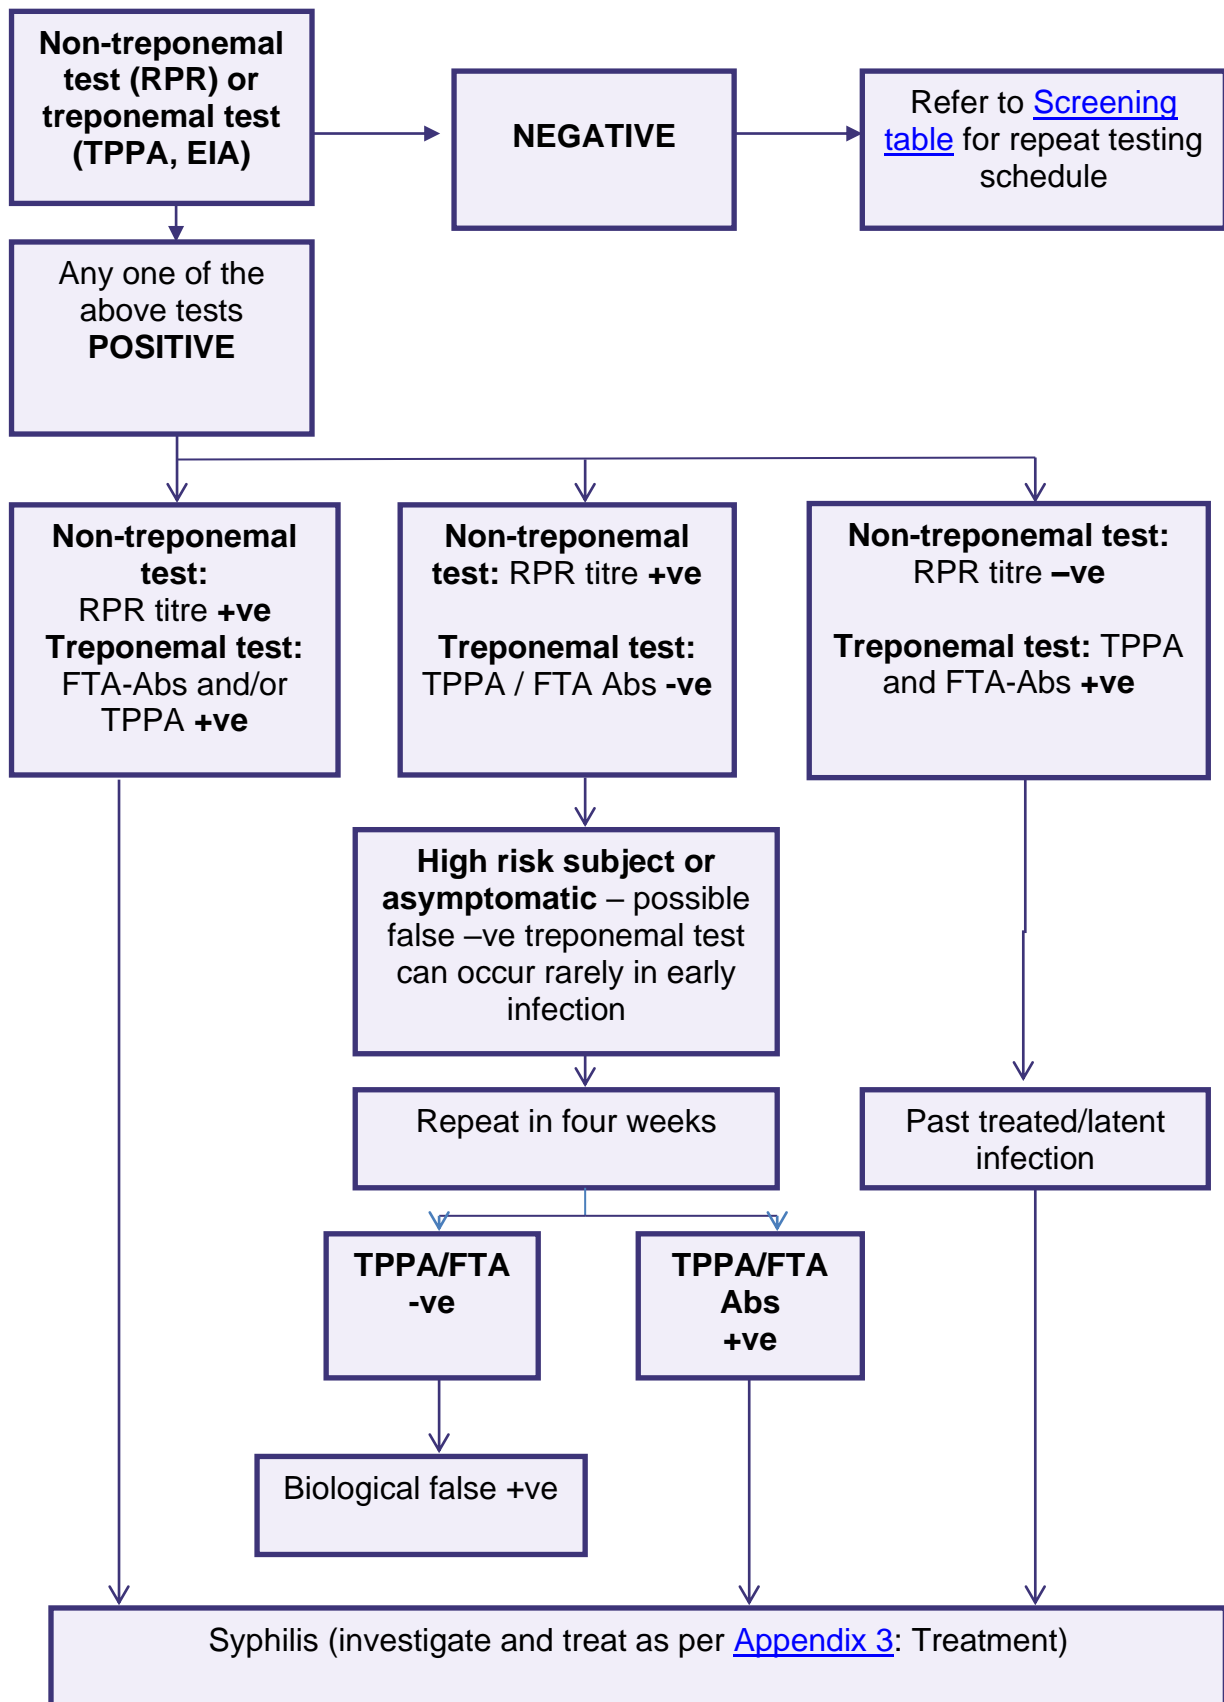 Non-treponemal
test (RPR) or
treponemal test
(TPPA, EIA)
NEGATIVE
Refer to Screening
table for repeat testing
schedule
Any one of the
above tests
POSITIVE
Non-treponemal
test:
RPR titre +ve
Treponemal test:
FTA-Abs and/or
TPPA +ve
Non-treponemal
test: RPR titre +ve
Treponemal test:
TPPA / FTA Abs -ve
Non-treponemal test:
RPR titre –ve
Treponemal test: TPPA
and FTA-Abs +ve
High risk subject or
asymptomatic – possible
false –ve treponemal test
can occur rarely in early
infection
Repeat in four weeks
Past treated/latent
infection
TPPA/FTA
-ve
TPPA/FTA
Abs
+ve
Biological false +ve
Syphilis (investigate and treat as per Appendix 3: Treatment)